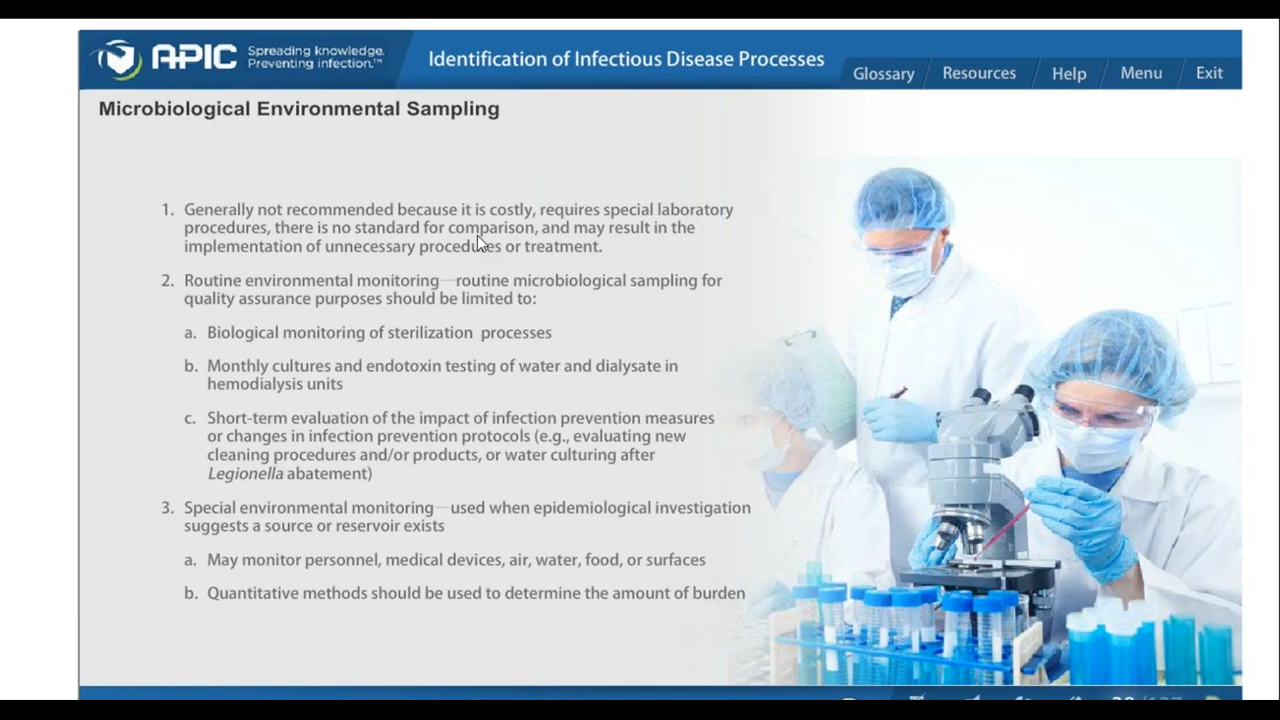 APIC
Spreading knowledge.
Preventing infection.™
Identification of Infectious Disease Processes
Glossary
Resources
Help
Menu
Exit
Microbiological Environmental Sampling
1. Generally not recommended because it is costly, requires special laboratory
procedures, there is no standard for comparison, and may result in the
implementation of unnecessary procedures or treatment.
2. Routine environmental monitoring—routine microbiological sampling for
quality assurance purposes should be limited to:
a. Biological monitoring of sterilization processes
b. Monthly cultures and endotoxin testing of water and dialysate in
hemodialysis units
c. Short-term evaluation of the impact of infection prevention measures
or changes in infection prevention protocols (e.g., evaluating new
cleaning procedures and/or products, or water culturing after
Legionella abatement)
3. Special environmental monitoring—used when epidemiological investigation
suggests a source or reservoir exists
a. May monitor personnel, medical devices, air, water, food, or surfaces
b. Quantitative methods should be used to determine the amount of burden